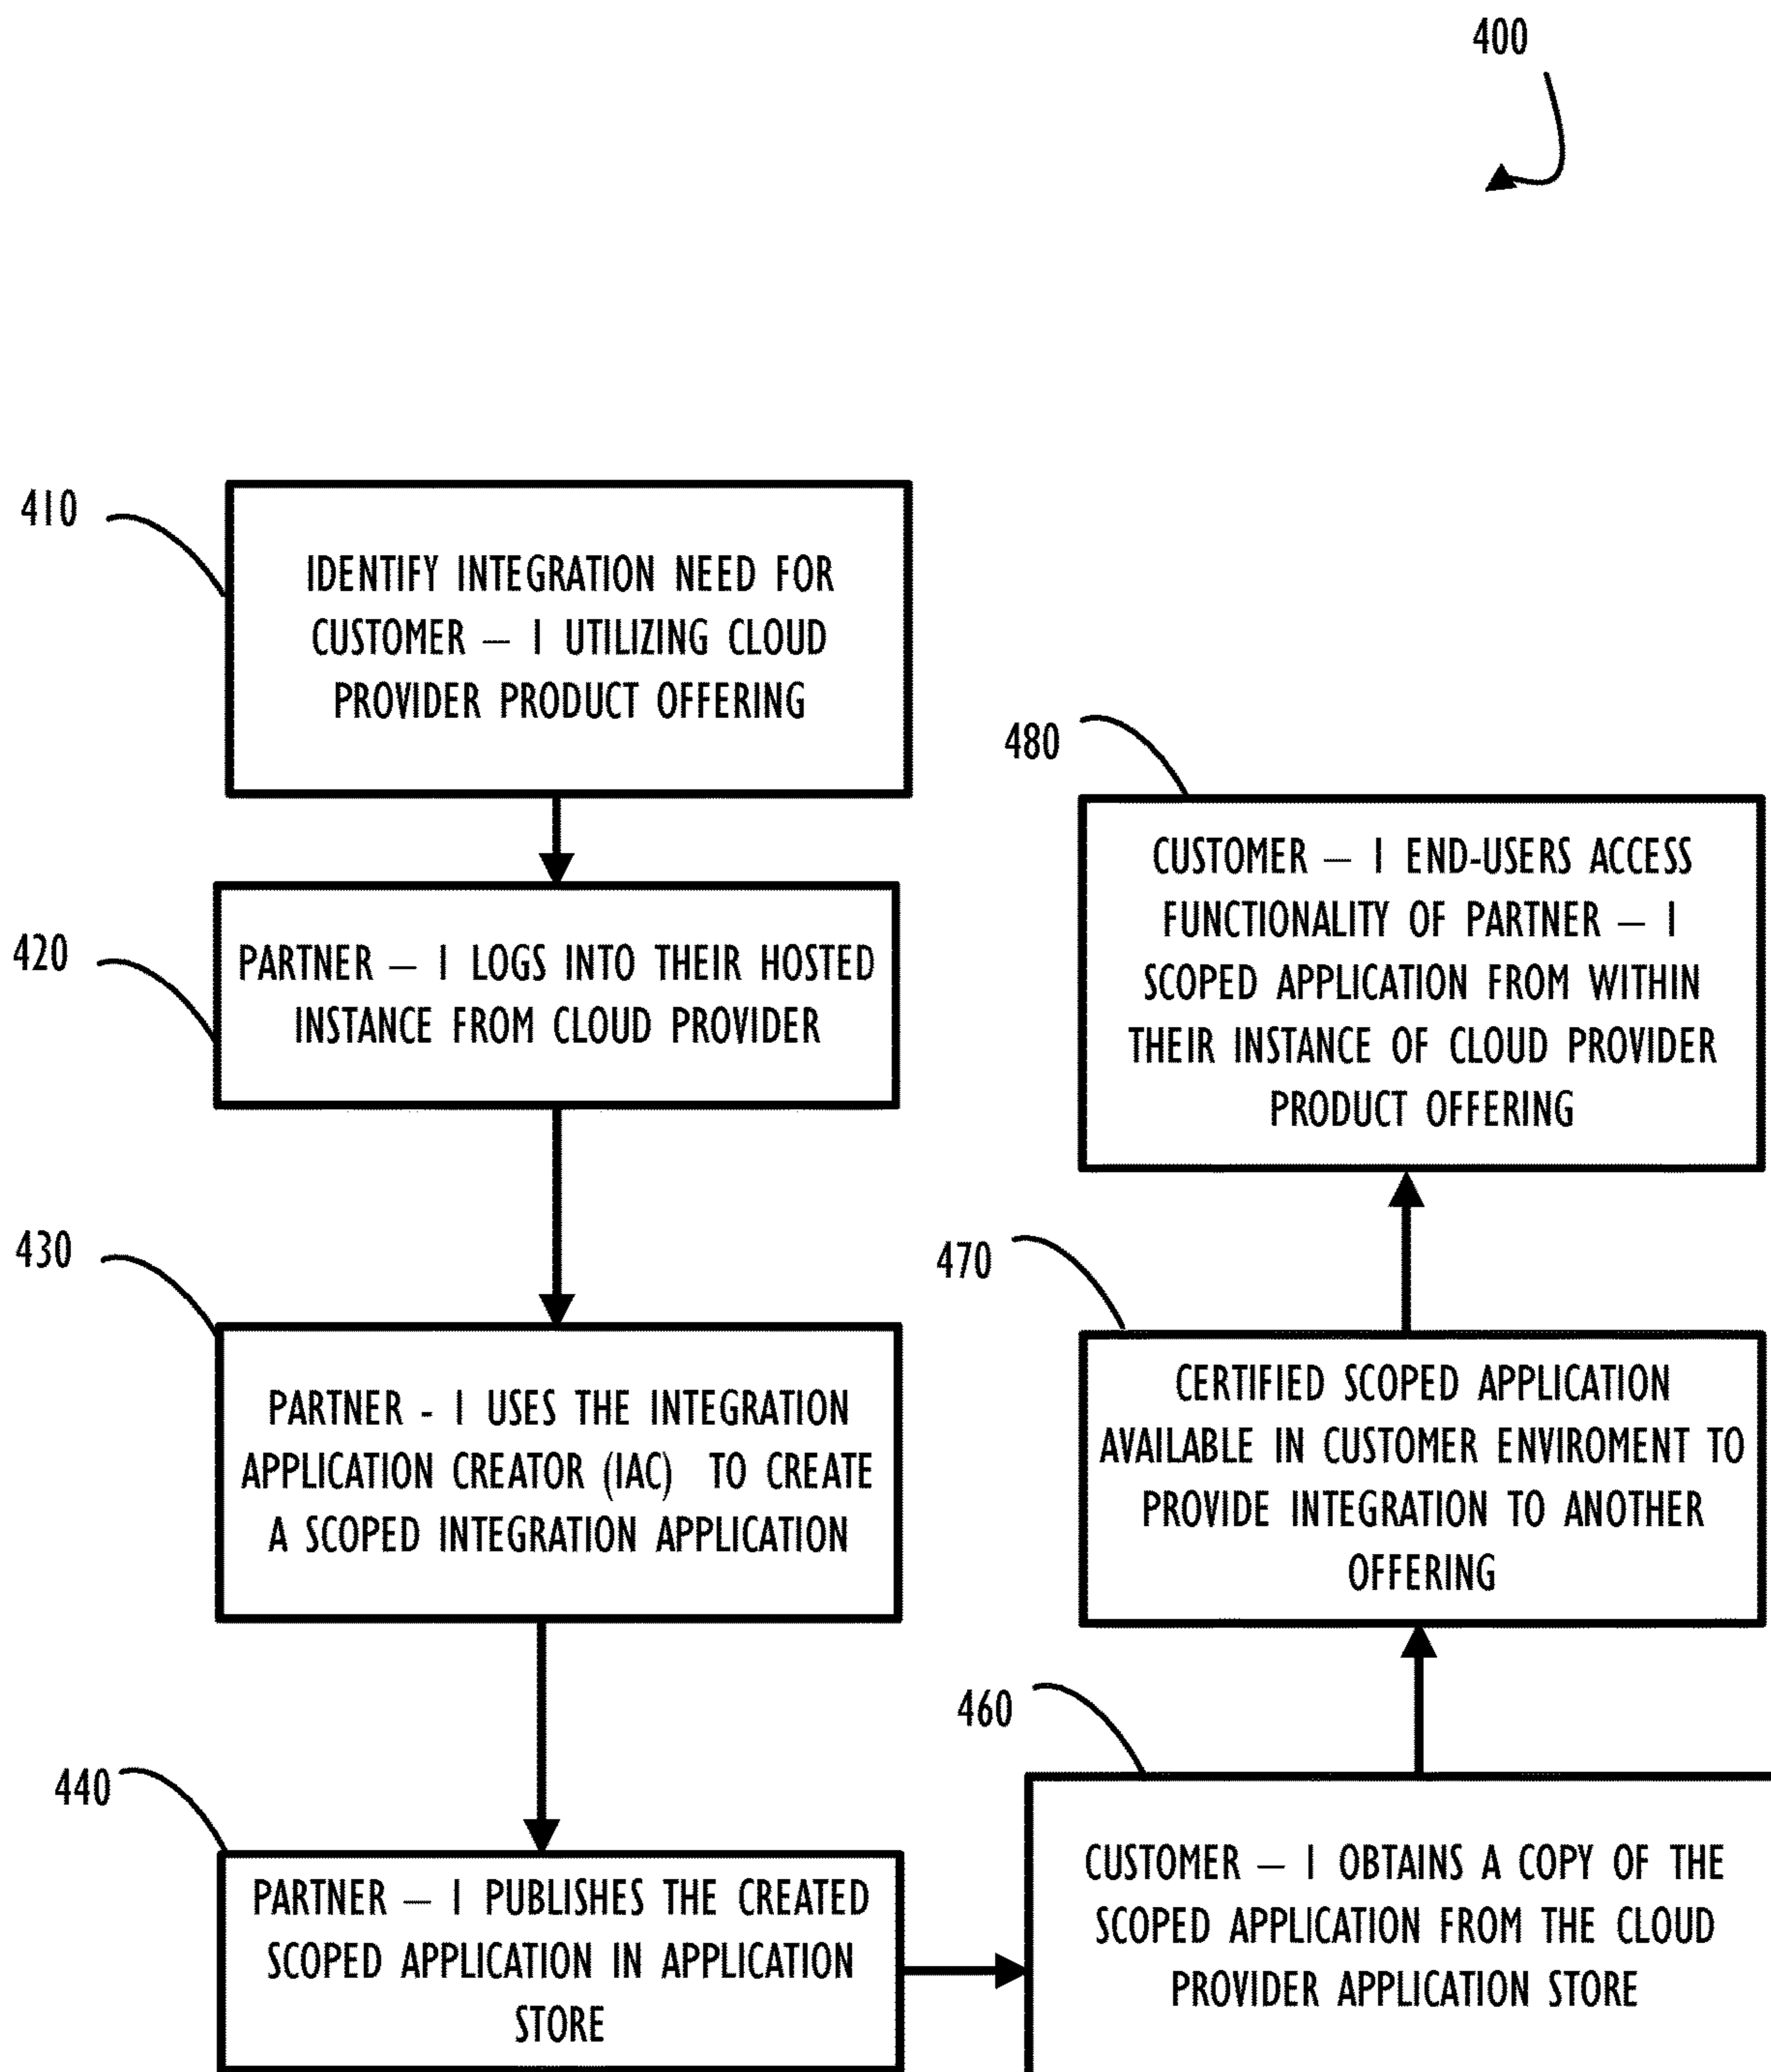 400
410
IDENTIFY INTEGRATION NEED FOR
CUSTOMER — I UTILIZING CLOUD
PROVIDER PRODUCT OFFERING
420
PARTNER — I LOGS INTO THEIR HOSTED
INSTANCE FROM CLOUD PROVIDER
430
PARTNER - I USES THE INTEGRATION
APPLICATION CREATOR (IAC) TO CREATE
A SCOPED INTEGRATION APPLICATION
440
PARTNER — I PUBLISHES THE CREATED
SCOPED APPLICATION IN APPLICATION
STORE
460
CUSTOMER — I OBTAINS A COPY OF THE
SCOPED APPLICATION FROM THE CLOUD
PROVIDER APPLICATION STORE
470
CERTIFIED SCOPED APPLICATION
AVAILABLE IN CUSTOMER ENVIROMENT TO
PROVIDE INTEGRATION TO ANOTHER
OFFERING
480
CUSTOMER — I END-USERS ACCESS
FUNCTIONALITY OF PARTNER — I
SCOPED APPLICATION FROM WITHIN
THEIR INSTANCE OF CLOUD PROVIDER
PRODUCT OFFERING